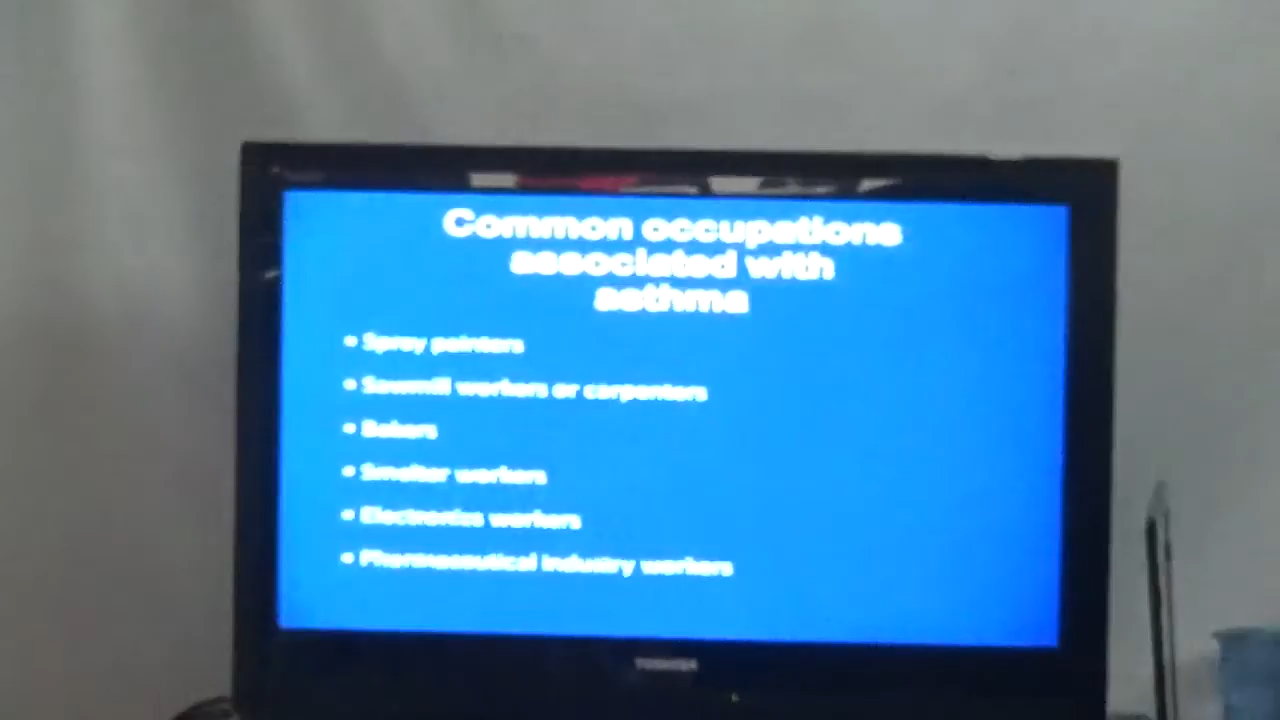 Common occupations
associated with
asthma
• Spray painters
• Sawmill workers or carpenters
• Bakers
• Smelter workers
• Electronics workers
• Pharmaceutical industry workers
TOSHIBA